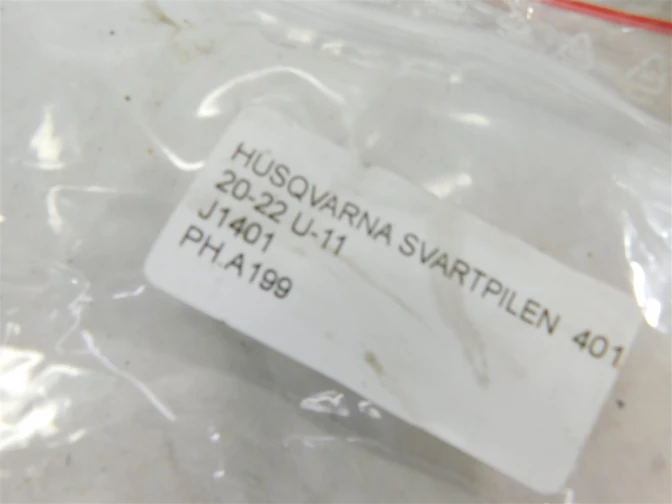 HUSQVARNA SVARTPILEN 401
20-22 U-11
J1401
PH.A199